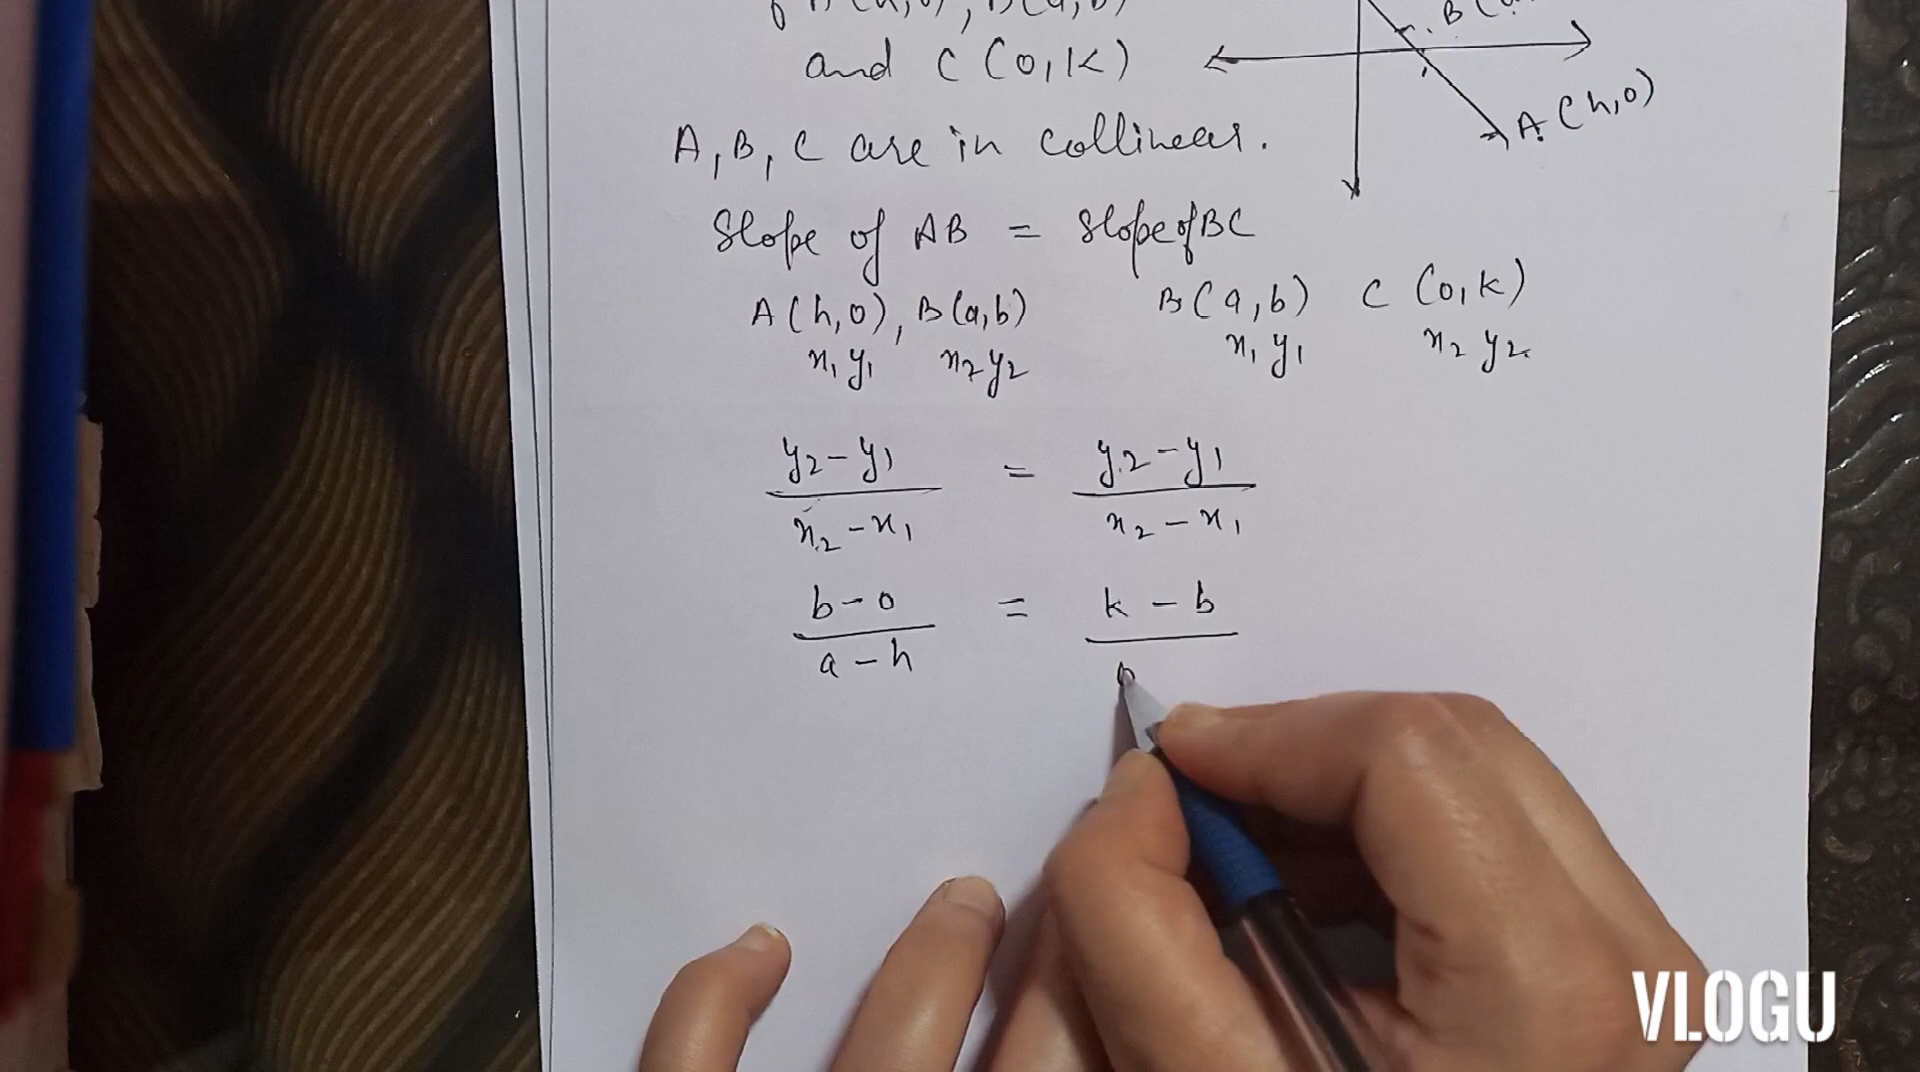 and C (0, k)
B (
A (h, 0)
A, B, C are in collinear.
Slope of AB = Slope of BC
A (h, 0), B (a, b) B (a, b) C (0, k)
x1 y1 x2 y2 x1 y1 x2 y2
y2 - y1 = y2 - y1
x2 - x1 x2 - x1
b - 0 = k - b
a - h 0
VLOGU